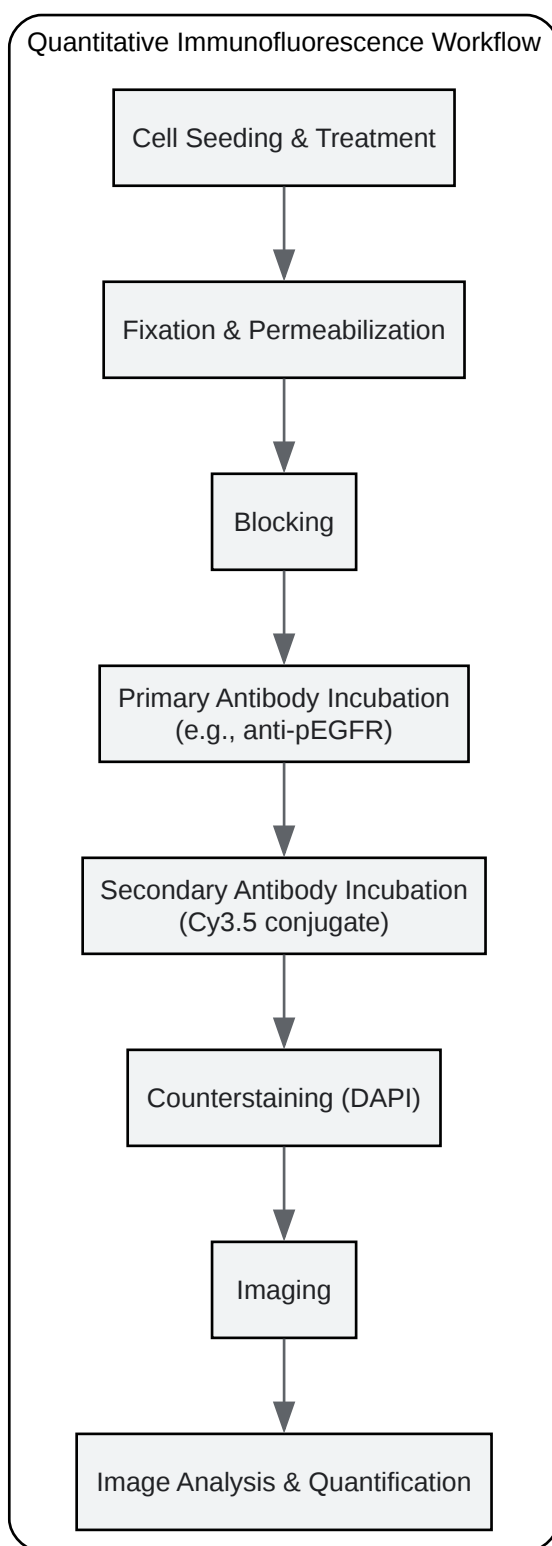 Quantitative Immunofluorescence Workflow
Cell Seeding & Treatment
Fixation & Permeabilization
Blocking
Primary Antibody Incubation
(e.g., anti-pEGFR)
Secondary Antibody Incubation
(Cy3.5 conjugate)
Counterstaining (DAPI)
Imaging
Image Analysis & Quantification